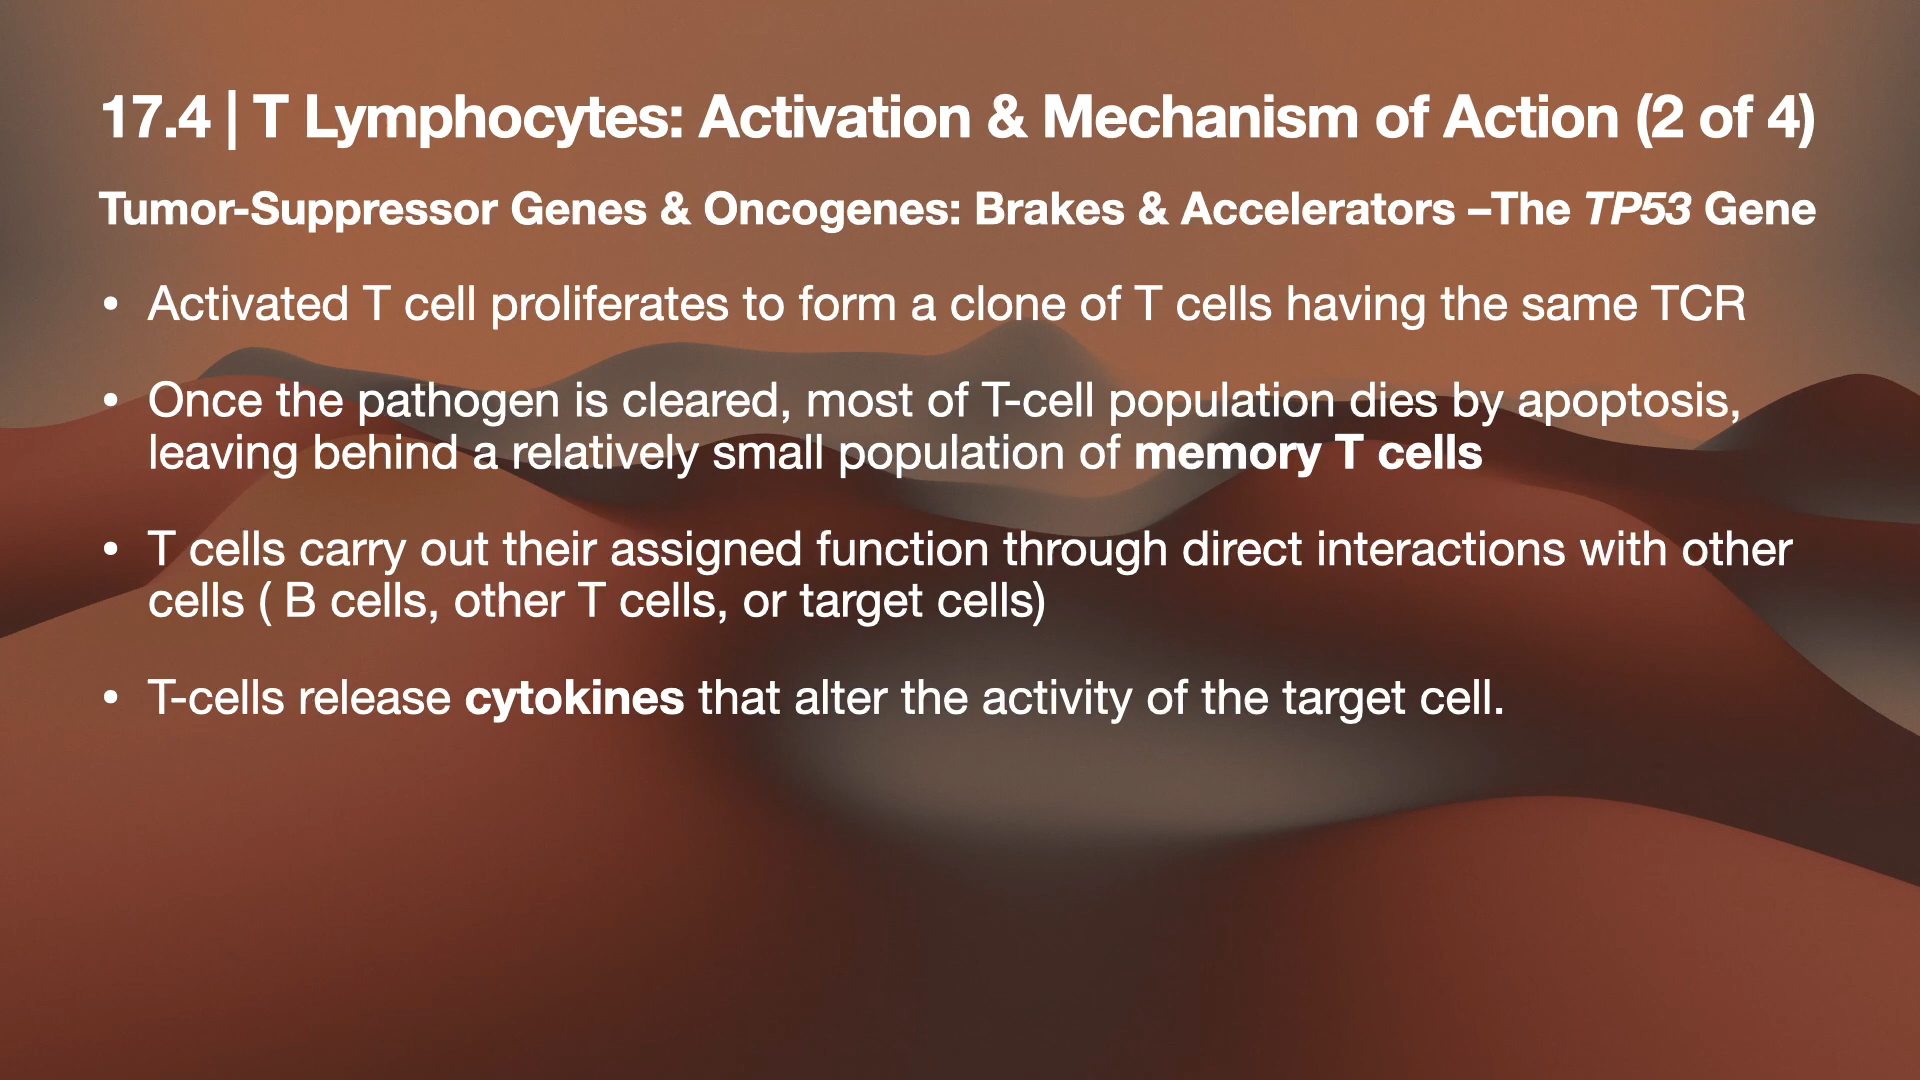 17.4 | T Lymphocytes: Activation & Mechanism of Action (2 of 4)
Tumor-Suppressor Genes & Oncogenes: Brakes & Accelerators –The TP53 Gene
• Activated T cell proliferates to form a clone of T cells having the same TCR
• Once the pathogen is cleared, most of T-cell population dies by apoptosis,
leaving behind a relatively small population of memory T cells
• T cells carry out their assigned function through direct interactions with other
cells ( B cells, other T cells, or target cells)
• T-cells release cytokines that alter the activity of the target cell.